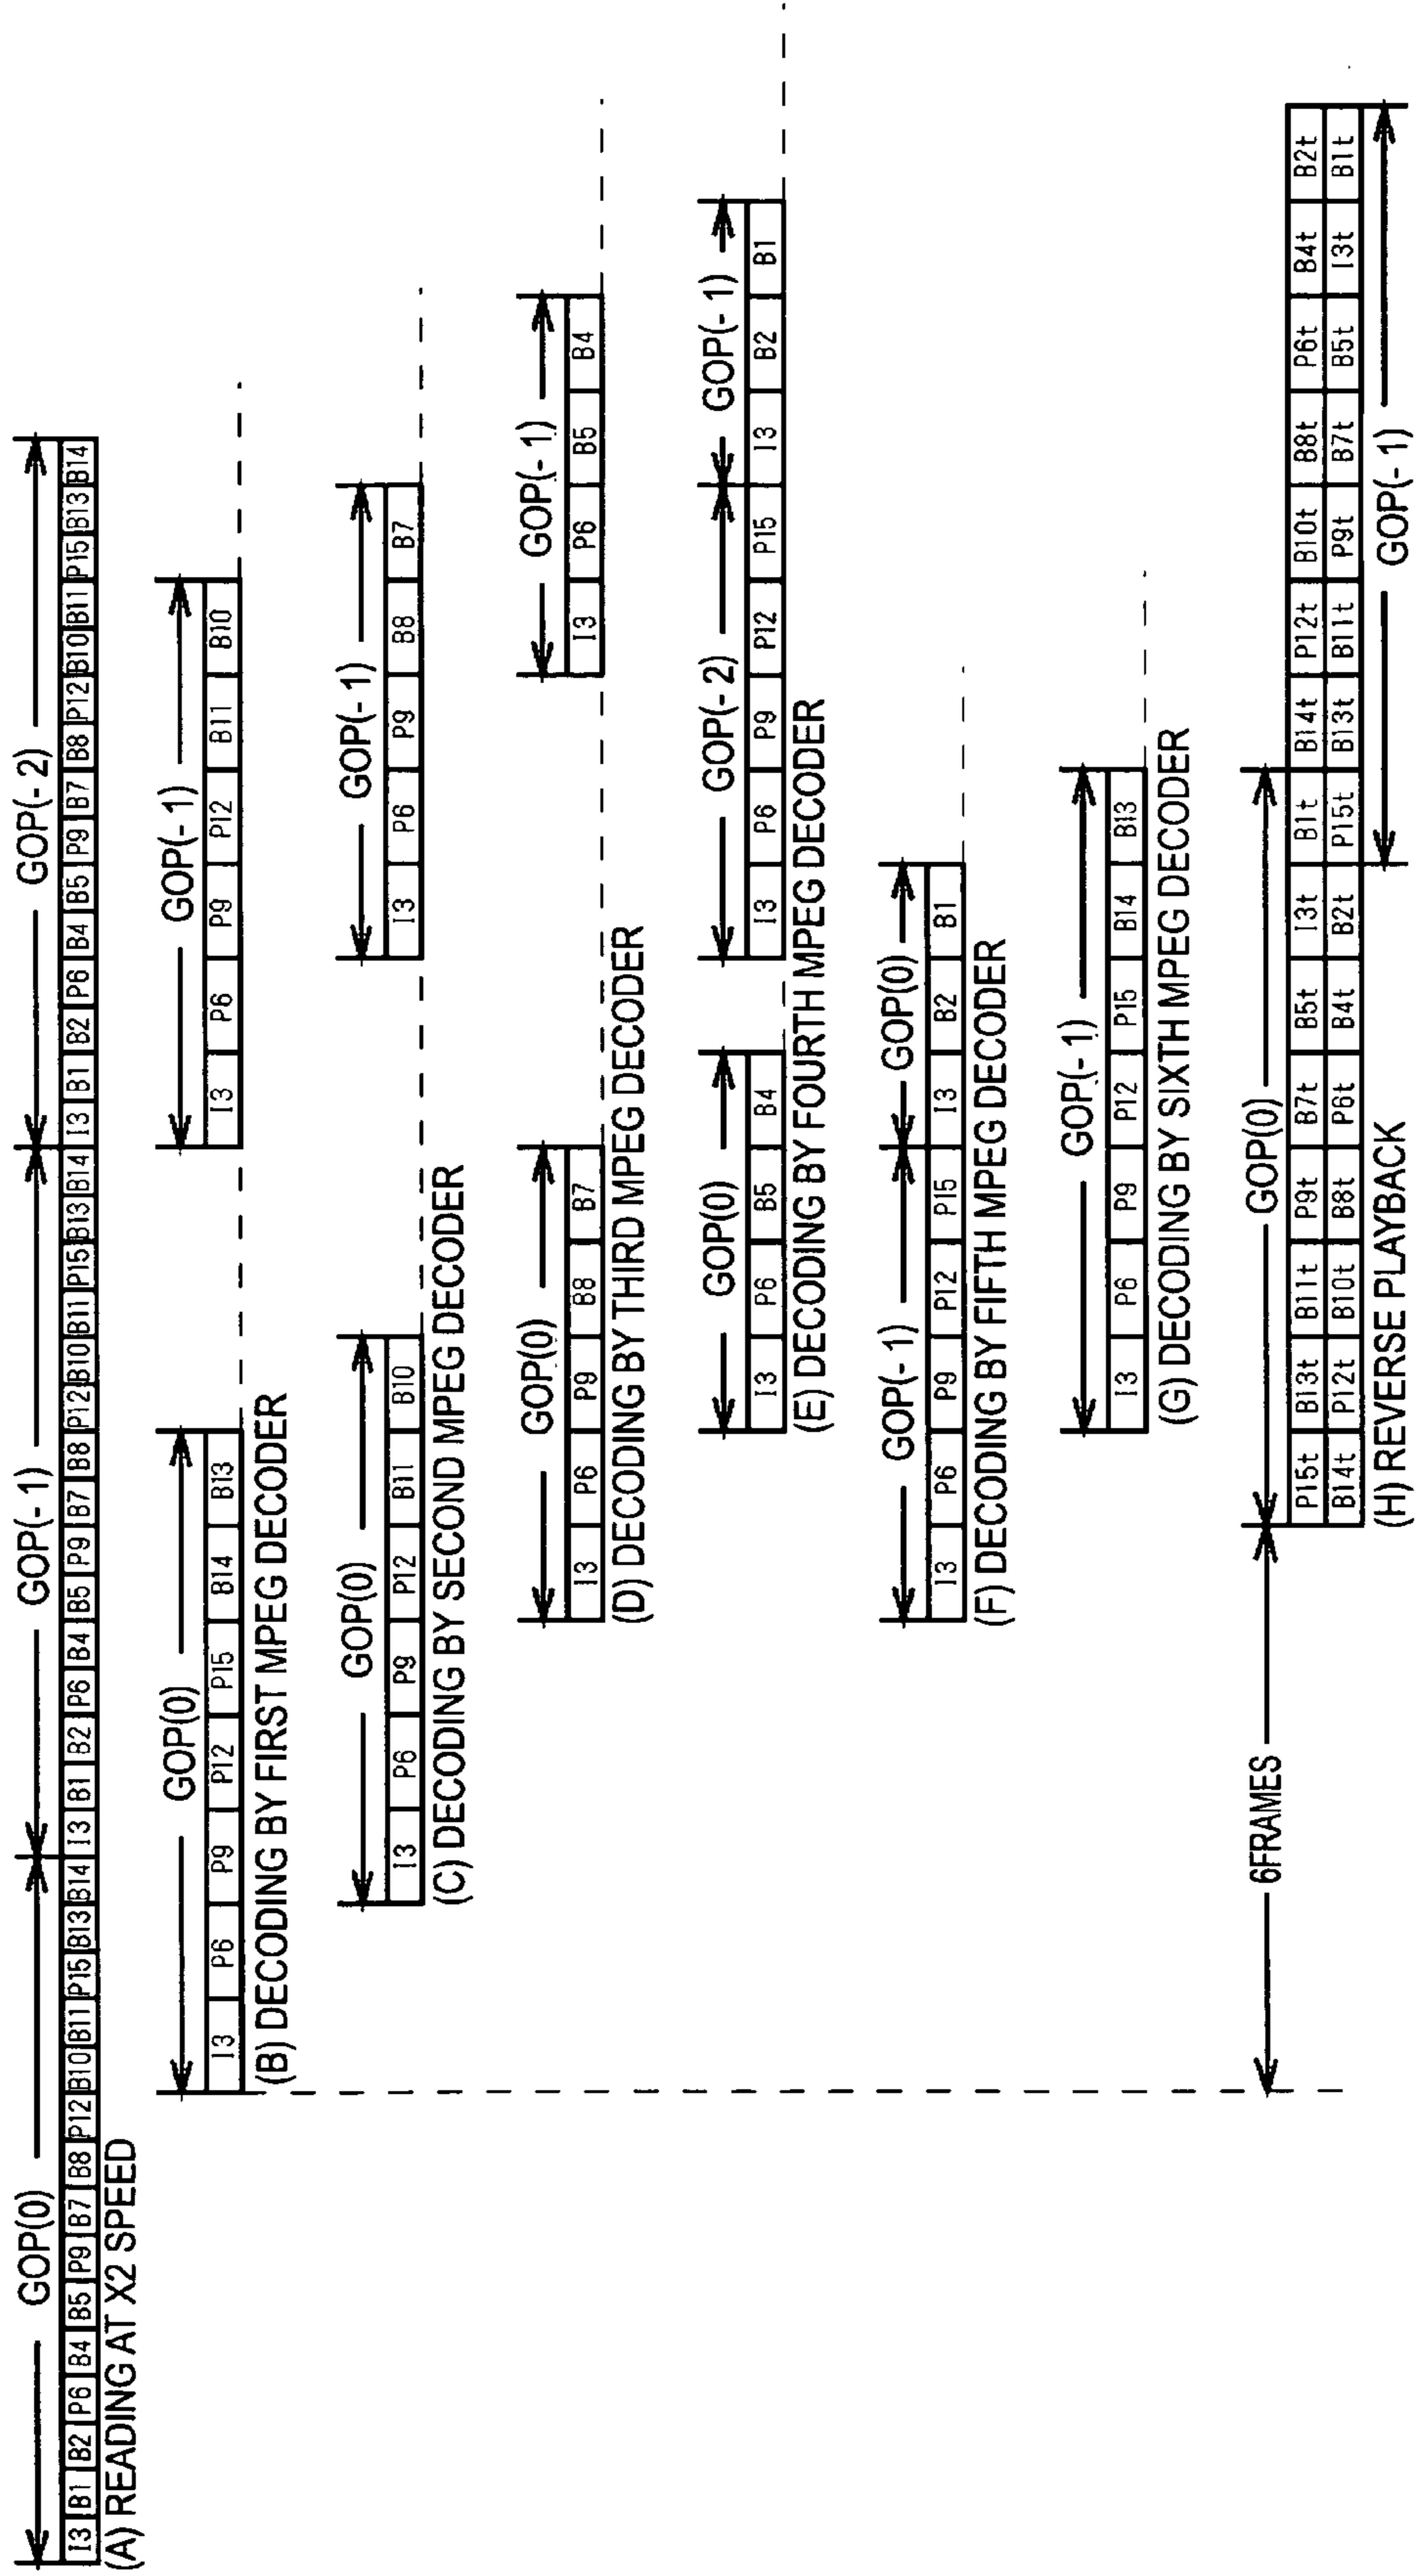 GOP(0) GOP(-1) GOP(-2)
I3 B1 B2 P6 B4 B5 P9 B7 B8 P12 B10 B11 P15 B13 B14 I3 B1 B2 P6 B4 B5 P9 B7 B8 P12 B10 B11 P15 B13 B14 I3 B1 B2 P6 B4 B5 P9 B7 B8 P12 B10 B11 P15 B13 B14
(A) READING AT X2 SPEED
GOP(0) GOP(-1)
I3 P6 P9 P12 P15 B14 B13 I3 P6 P9 P12 B11 B10
(B) DECODING BY FIRST MPEG DECODER
GOP(0) GOP(-1)
I3 P6 P9 P12 B11 B10 I3 P6 P9 B8 B7
(C) DECODING BY SECOND MPEG DECODER
GOP(0) GOP(-1)
I3 P6 P9 B8 B7 I3 P6 B5 B4
(D) DECODING BY THIRD MPEG DECODER
GOP(0) GOP(-2) GOP(-1)
I3 P6 B5 B4 I3 P6 P9 P12 P15 I3 B2 B1
(E) DECODING BY FOURTH MPEG DECODER
GOP(-1) GOP(0)
I3 P6 P9 P12 P15 I3 B2 B1
(F) DECODING BY FIFTH MPEG DECODER
GOP(-1)
I3 P6 P9 P12 P15 B14 B13
(G) DECODING BY SIXTH MPEG DECODER
6FRAMES GOP(0)
P15t B13t B11t P9t B7t B5t I3t B1t B14t P12t B10t B8t P6t B4t B2t
B14t P12t B10t B8t P6t B4t B2t P15t B13t B11t P9t B7t B5t I3t B1t
(H) REVERSE PLAYBACK
GOP(-1)